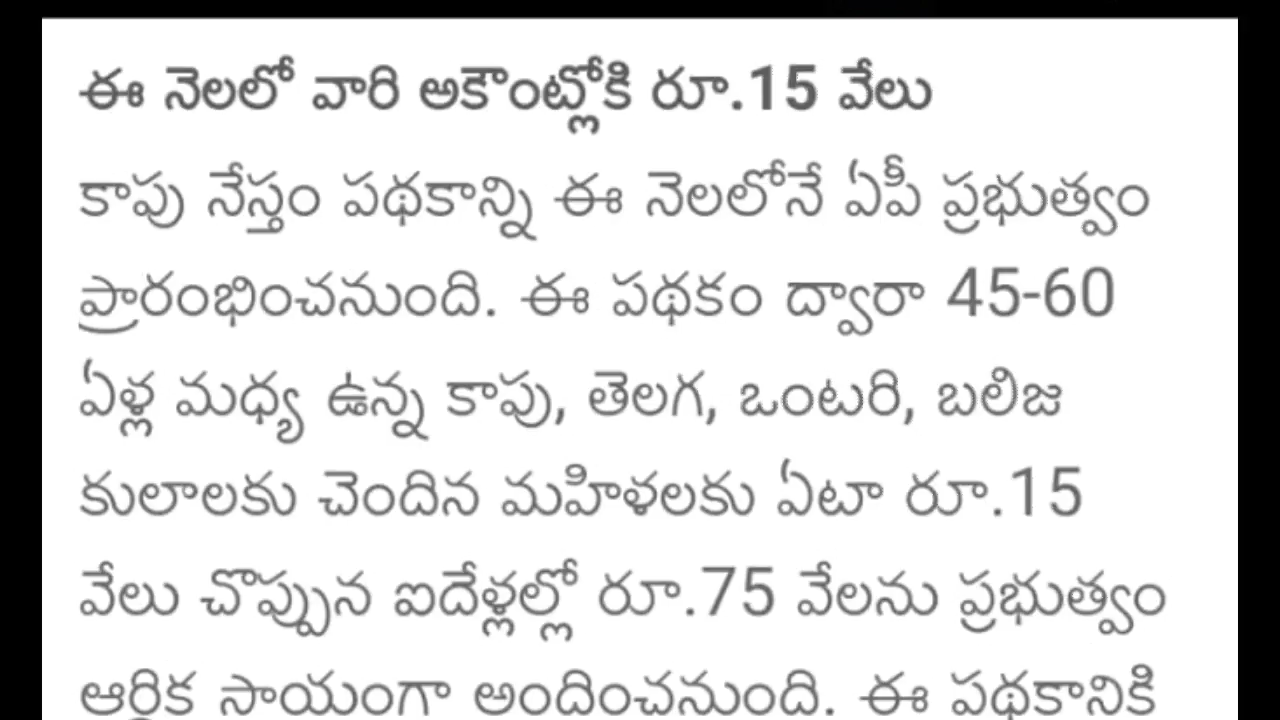 ఈ నెలలో వారి అకౌంట్లోకి రూ.15 వేలు
కాపు నేస్తం పథకాన్ని ఈ నెలలోనే ఏపీ ప్రభుత్వం
ప్రారంభించనుంది. ఈ పథకం ద్వారా 45-60
ఏళ్ల మధ్య ఉన్న కాపు, తెలగ, ఒంటరి, బలిజ
కులాలకు చెందిన మహిళలకు ఏటా రూ.15
వేలు చొప్పున ఐదేళ్లల్లో రూ.75 వేలను ప్రభుత్వం
ఆర్థిక సాయంగా అందించనుంది. ఈ పథకానికి